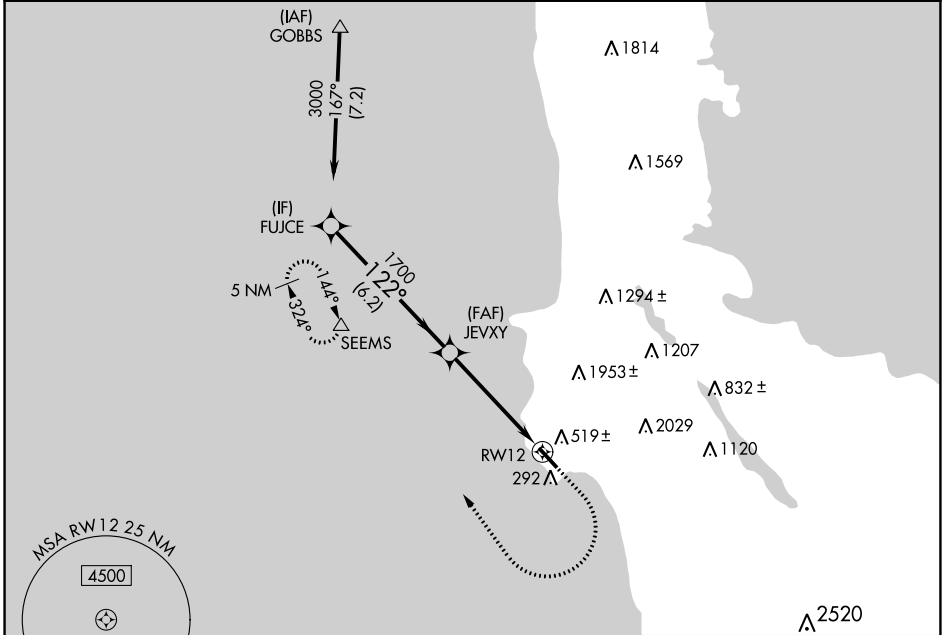 (IAF)
GOBBS
3000
167°
(7.2)
(IF)
FUJCE
1700
122°
(6.2)
5 NM
144°
324°
SEEMS
(FAF)
JEVXY
1814
1569
1294 ±
1207
1953 ±
832 ±
2029
519 ±
1120
RW12
292
MSA RW12 25 NM
4500
2520